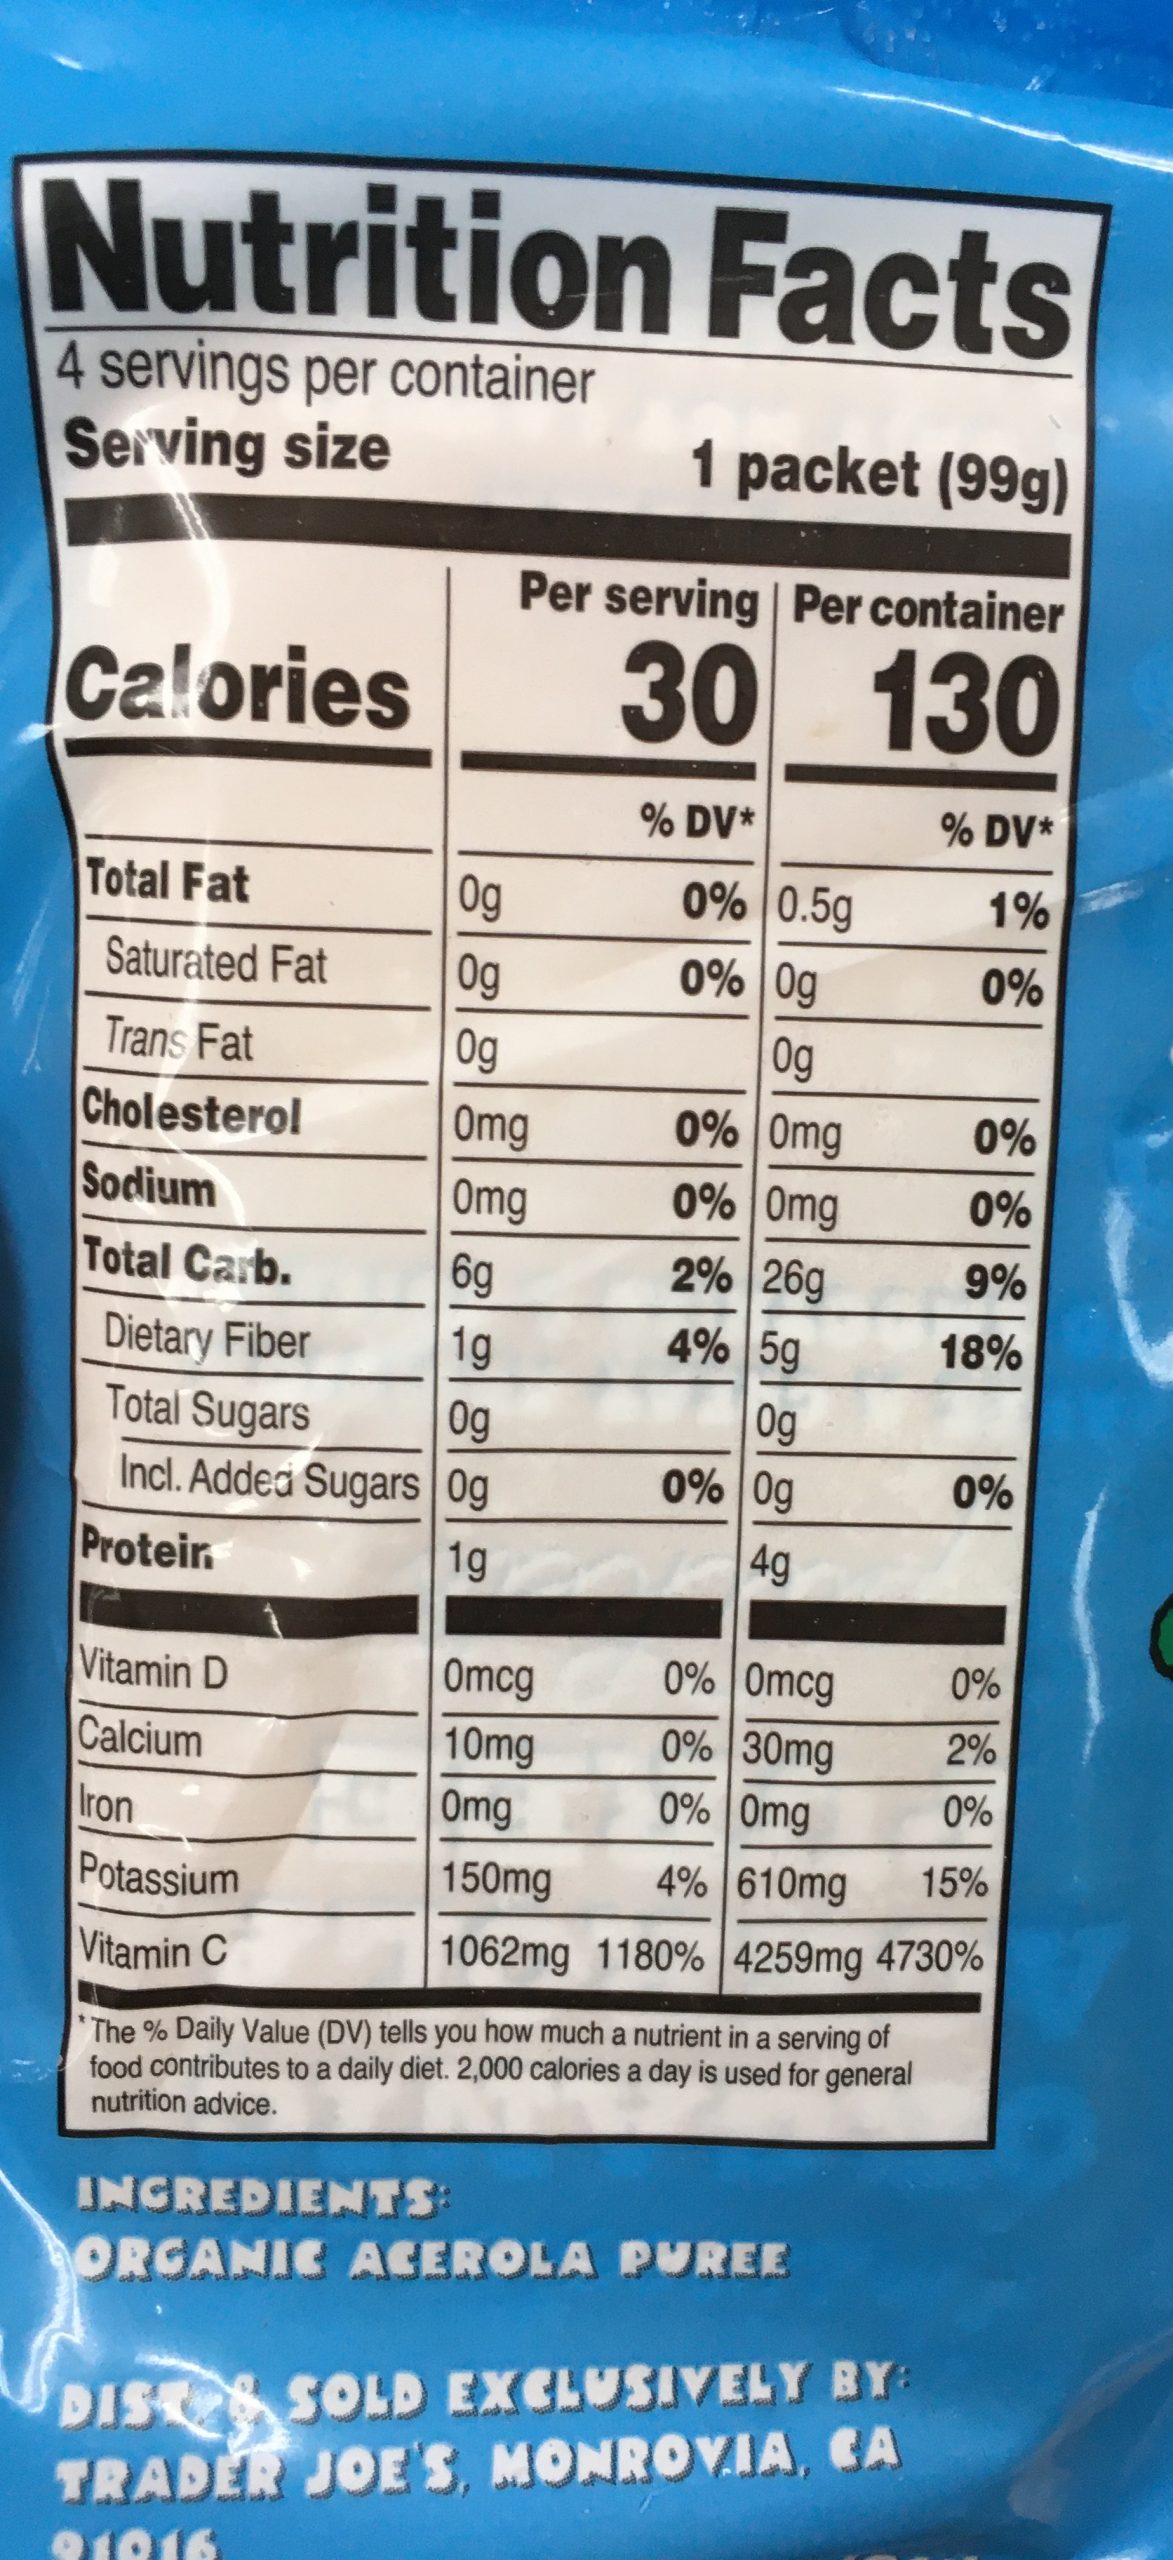 Nutrition Facts
4 servings per container
Serving size 1 packet (99g)
Per serving Per container
Calories 30 130
% DV* % DV*
Total Fat 0g 0% 0.5g 1%
Saturated Fat 0g 0% 0g 0%
Trans Fat 0g 0g
Cholesterol 0mg 0% 0mg 0%
Sodium 0mg 0% 0mg 0%
Total Carb. 6g 2% 26g 9%
Dietary Fiber 1g 4% 5g 18%
Total Sugars 0g 0g
Incl. Added Sugars 0g 0% 0g 0%
Protein 1g 4g
Vitamin D 0mcg 0% 0mcg 0%
Calcium 10mg 0% 30mg 2%
Iron 0mg 0% 0mg 0%
Potassium 150mg 4% 610mg 15%
Vitamin C 1062mg 1180% 4259mg 4730%
*The % Daily Value (DV) tells you how much a nutrient in a serving of
food contributes to a daily diet. 2,000 calories a day is used for general
nutrition advice.
INGREDIENTS:
ORGANIC ACEROLA PUREE
DIST. & SOLD EXCLUSIVELY BY:
TRADER JOE'S, MONROVIA, CA
91016